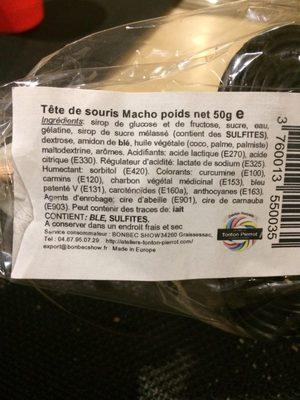 Tête de souris Macho poids net 50g e
Ingrédients: sirop de glucose et de fructose, sucre, eau,
gélatine, sirop de sucre mélassé (contient des SULFITES),
dextrose, amidon de blé, huile végétale (coco, palme, palmiste)
maltodextrine, arômes. Acidifiants: acide lactique (E270), acide
citrique (E330). Régulateur d'acidité: lactate de sodium (E325).
Humectant: sorbitol (E420). Colorants: curcumine (E100),
carmins (E120), charbon végétal médicinal (E153), bleu
patenté V (E131), caroténoïdes (E160a), anthocyanes (E163).
Agents d'enrobage: cire d'abeille (E901), cire de carnauba
(E903). Peut contenir des traces de: lait
CONTIENT: BLE, SULFITES.
A conserver dans un endroit frais et sec
Service consommateur : BONBEC SHOW34260 Graissessac,
Tel : 04.67.95.07.29 http://ateliers-tonton-pierrot.com/
export@bonbecshow.fr Made in Europe
Tonton Pierrot
3 760013 550035